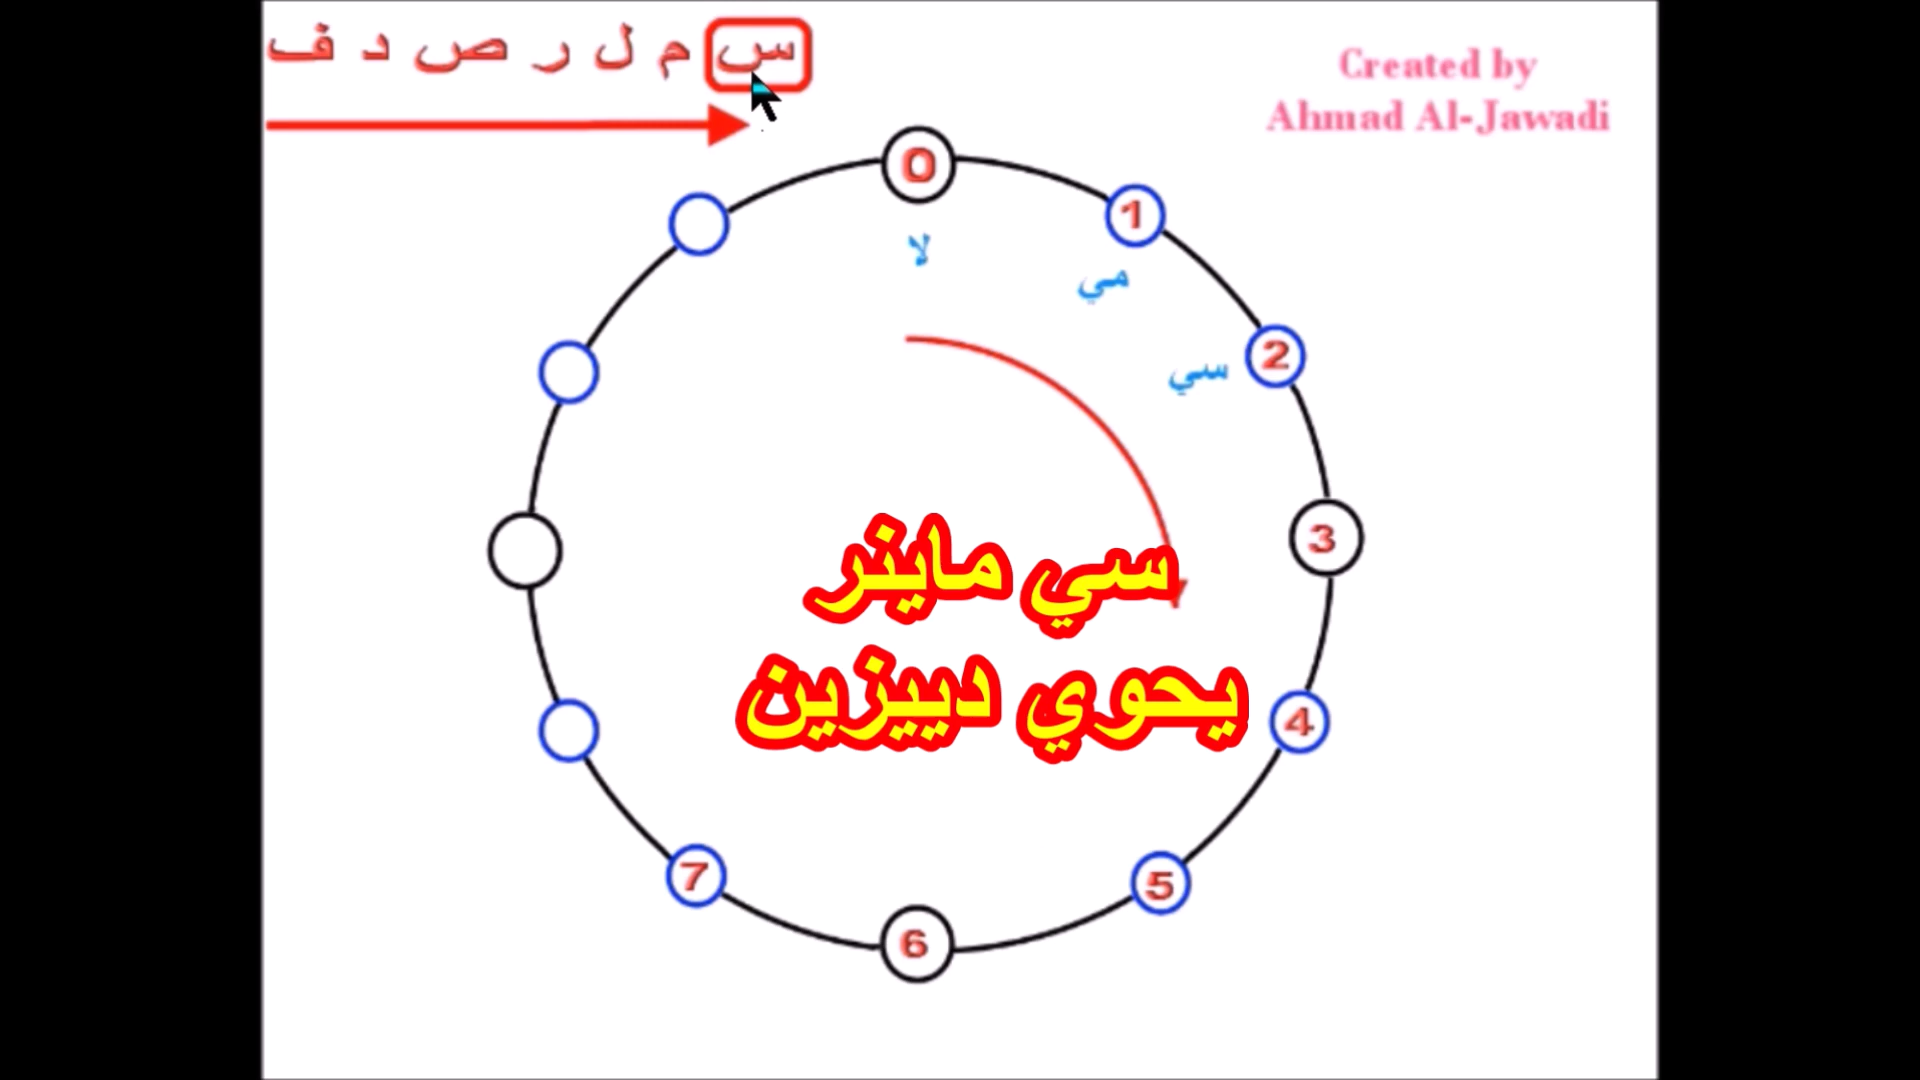 س م ل ر ص د ف
Created by
Ahmad Al-Jawadi
0
1
2
3
4
5
6
7
لا
مي
سي
سي ماينر
يحوي دييزين